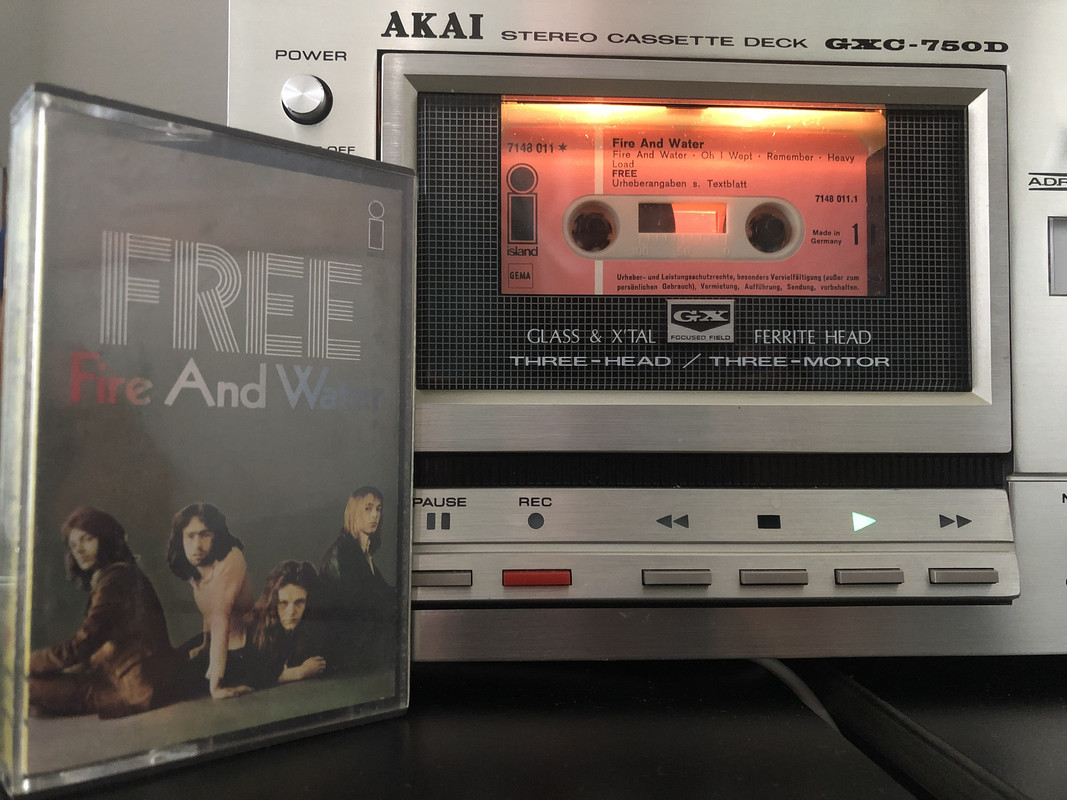 AKAI STEREO CASSETTE DECK GXC-750D
POWER
OFF
FREE
Fire And Water
i
7148 011 *
Fire And Water
Fire And Water · Oh I Wept · Remember · Heavy
Load
FREE
Urheberangaben s. Textblatt
7148 011.1
i
island
GEMA
Made in
Germany
1
Urheber- und Leistungsschutzrechte, besonders Vervielfältigung (außer zum
persönlichen Gebrauch), Vermietung, Aufführung, Sendung, vorbehalten.
GX
FOCUSED FIELD
GLASS & X'TAL FERRITE HEAD
THREE-HEAD / THREE-MOTOR
PAUSE
REC